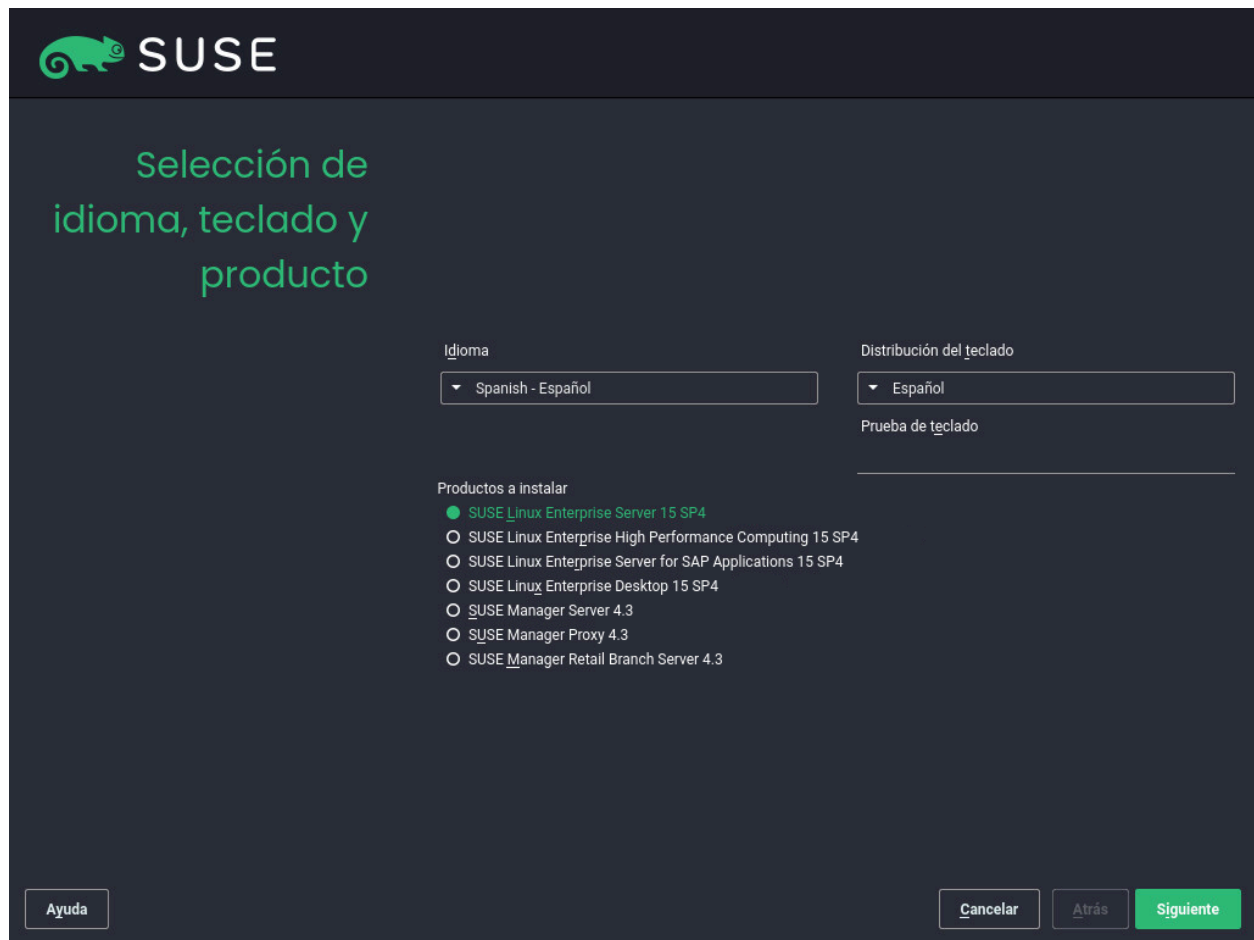 SUSE
Selección de
idioma, teclado y
producto
Idioma
Distribución del teclado
Spanish - Español
Español
Prueba de teclado
Productos a instalar
SUSE Linux Enterprise Server 15 SP4
SUSE Linux Enterprise High Performance Computing 15 SP4
SUSE Linux Enterprise Server for SAP Applications 15 SP4
SUSE Linux Enterprise Desktop 15 SP4
SUSE Manager Server 4.3
SUSE Manager Proxy 4.3
SUSE Manager Retail Branch Server 4.3
Ayuda
Cancelar
Atrás
Siguiente